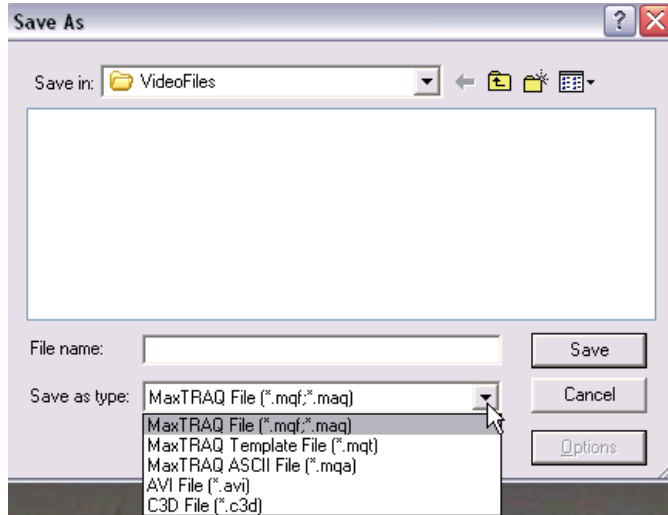 Save As
Save in: VideoFiles
File name:
Save
Save as type: MaxTRAQ File (*.mqf;*.maq)
Cancel
MaxTRAQ File (*.mqf;*.maq)
MaxTRAQ Template File (*.mqt)
MaxTRAQ ASCII File (*.mqa)
AVI File (*.avi)
C3D File (*.c3d)
Options